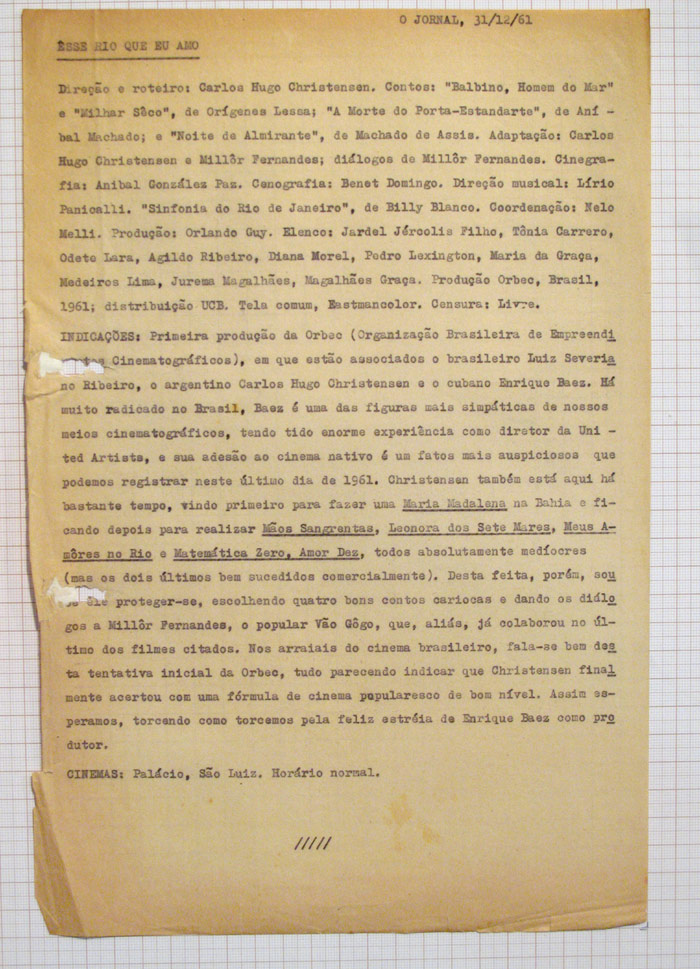 O JORNAL, 31/12/61
ÊSSE RIO QUE EU AMO
Direção e roteiro: Carlos Hugo Christensen. Contos: "Balbino, Homem do Mar"
e "Milhar Sêco", de Orígenes Lessa; "A Morte do Porta-Estandarte", de Aní -
bal Machado; e "Noite de Almirante", de Machado de Assis. Adaptação: Carlos
Hugo Christensen e Millôr Fernandes; diálogos de Millôr Fernandes. Cinegra-
fia: Anibal González Paz. Cenografia: Benet Domingo. Direção musical: Lírio
Panicalli. "Sinfonia do Rio de Janeiro", de Billy Blanco. Coordenação: Nelo
Melli. Produção: Orlando Guy. Elenco: Jardel Jércolis Filho, Tônia Carrero,
Odete Lara, Agildo Ribeiro, Diana Morel, Pedro Lexington, Maria da Graça,
Medeiros Lima, Jurema Magalhães, Magalhães Graça. Produção Orbec, Brasil,
1961; distribuição UCB. Tela comum, Eastmancolor. Censura: Livre.
INDICAÇÕES: Primeira produção da Orbec (Organização Brasileira de Empreendi
Cinematográficos), em que estão associados o brasileiro Luiz Severia
no Ribeiro, o argentino Carlos Hugo Christensen e o cubano Enrique Baez. Há
muito radicado no Brasil, Baez é uma das figuras mais simpáticas de nossos
meios cinematográficos, tendo tido enorme experiência como diretor da Uni -
ted Artists, e sua adesão ao cinema nativo é um fatos mais auspiciosos que
podemos registrar neste último dia de 1961. Christensen também está aqui há
bastante tempo, vindo primeiro para fazer uma Maria Madalena na Bahia e fi-
cando depois para realizar Mãos Sangrentas, Leonora dos Sete Mares, Meus A-
môres no Rio e Matemática Zero, Amor Dez, todos absolutamente medíocres
(mas os dois últimos bem sucedidos comercialmente). Desta feita, porém, sou
ele proteger-se, escolhendo quatro bons contos cariocas e dando os diálo
gos a Millôr Fernandes, o popular Vão Gôgo, que, aliás, já colaborou no úl-
timo dos filmes citados. Nos arraiais do cinema brasileiro, fala-se bem des
ta tentativa inicial da Orbec, tudo parecendo indicar que Christensen final
mente acertou com uma fórmula de cinema popularesco de bom nível. Assim es-
peramos, torcendo como torcemos pela feliz estréia de Enrique Baez como pro
dutor.
CINEMAS: Palácio, São Luiz. Horário normal.
/////